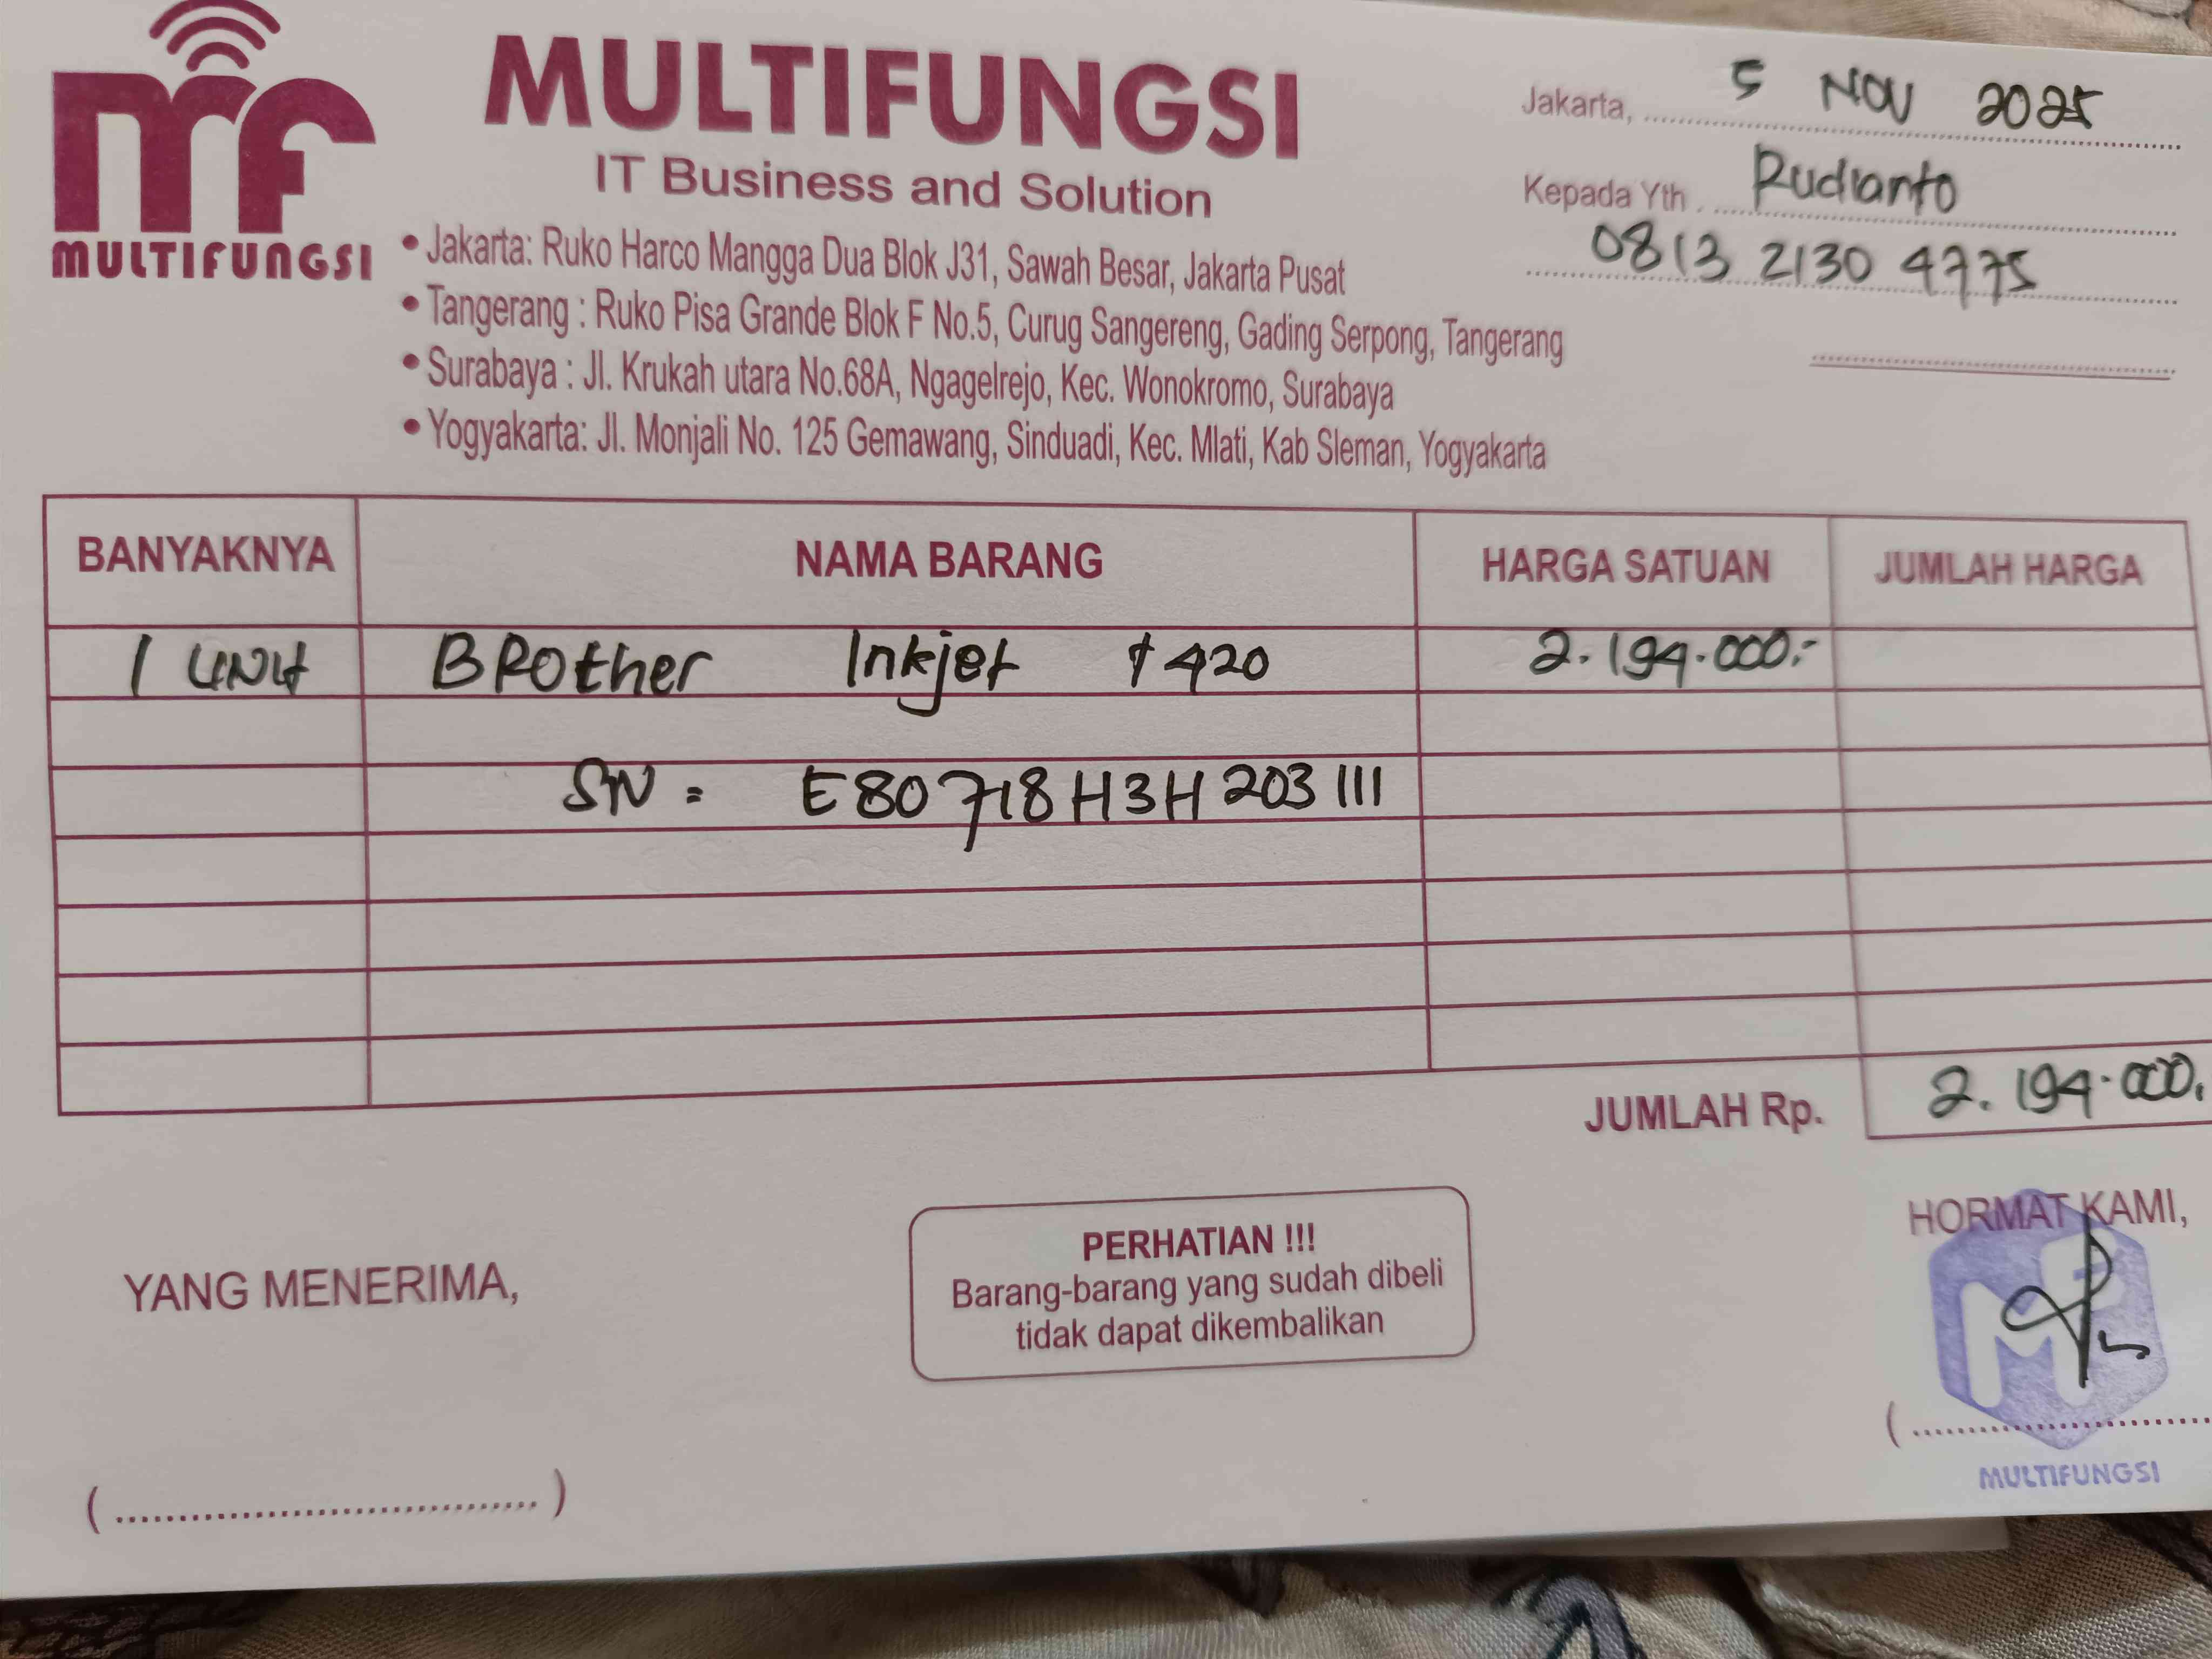 MULTIFUNGSI
MULTIFUNGSI
IT Business and Solution
• Jakarta: Ruko Harco Mangga Dua Blok J31, Sawah Besar, Jakarta Pusat
• Tangerang : Ruko Pisa Grande Blok F No.5, Curug Sangereng, Gading Serpong, Tangerang
• Surabaya : Jl. Krukah utara No.68A, Ngagelrejo, Kec. Wonokromo, Surabaya
• Yogyakarta: Jl. Monjali No. 125 Gemawang, Sinduadi, Kec. Mlati, Kab Sleman, Yogyakarta
Jakarta, 5 NOV 2025
Kepada Yth. Rudianto
0813 2130 4775
BANYAKNYA NAMA BARANG HARGA SATUAN JUMLAH HARGA
1 UNit BROther Inkjet T420 2.194.000.-
SN = E80718H3H203111
JUMLAH Rp. 2.194.000.
YANG MENERIMA,
PERHATIAN !!!
Barang-barang yang sudah dibeli
tidak dapat dikembalikan
HORMAT KAMI,
MULTIFUNGSI